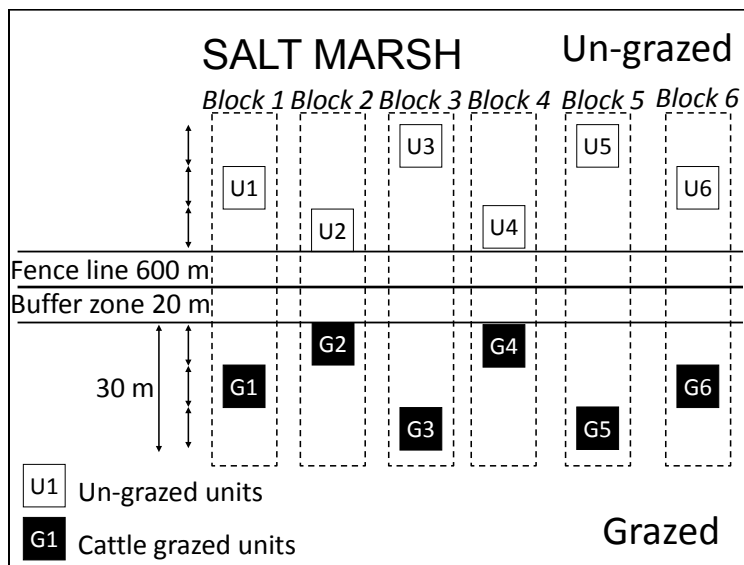 SALT MARSH
Un-grazed
Block 1 Block 2 Block 3 Block 4 Block 5 Block 6
U3 U5
U1 U6
U2 U4
Fence line 600 m
Buffer zone 20 m
G2 G4
30 m G1 G6
G3 G5
U1 Un-grazed units
G1 Cattle grazed units
Grazed